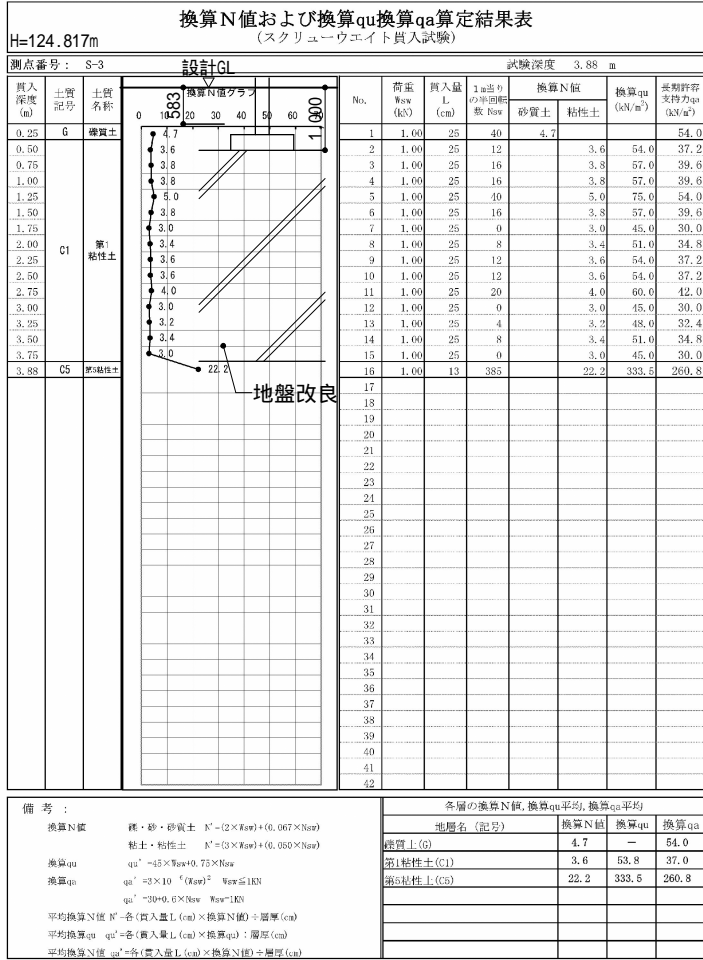 換算N値および換算qu換算qa算定結果表
(スクリューウエイト貫入試験)
H=124.817m
測点番号: S-3 設計GL 試験深度 3.88 m
貫入深度(m) 土質記号 土質名称 換算N値グラフ No. 荷重Wsw(kN) 貫入量L(cm) 1m当りの半回転数Nsw 換算N値 砂質土 粘性土 換算qu(kN/m²) 長期許容支持力qa(kN/m²)
0 10 20 30 40 50 60 70
583 1,000
0.25 G 礫質土 4.7 1 1.00 25 40 4.7 54.0
0.50 3.6 2 1.00 25 12 3.6 54.0 37.2
0.75 3.8 3 1.00 25 16 3.8 57.0 39.6
1.00 3.8 4 1.00 25 16 3.8 57.0 39.6
1.25 5.0 5 1.00 25 40 5.0 75.0 54.0
1.50 3.8 6 1.00 25 16 3.8 57.0 39.6
1.75 3.0 7 1.00 25 0 3.0 45.0 30.0
2.00 C1 第1粘性土 3.4 8 1.00 25 8 3.4 51.0 34.8
2.25 3.6 9 1.00 25 12 3.6 54.0 37.2
2.50 3.6 10 1.00 25 12 3.6 54.0 37.2
2.75 4.0 11 1.00 25 20 4.0 60.0 42.0
3.00 3.0 12 1.00 25 0 3.0 45.0 30.0
3.25 3.2 13 1.00 25 4 3.2 48.0 32.4
3.50 3.4 14 1.00 25 8 3.4 51.0 34.8
3.75 3.0 15 1.00 25 0 3.0 45.0 30.0
3.88 C5 第5粘性土 22.2 16 1.00 13 385 22.2 333.5 260.8
地盤改良
17
18
19
20
21
22
23
24
25
26
27
28
29
30
31
32
33
34
35
36
37
38
39
40
41
42
備 考 :
換算N値 礫・砂・砂質土 N'=(2×Wsw)+(0.067×Nsw)
粘土・粘性土 N'=(3×Wsw)+(0.050×Nsw)
換算qu qu'=45×Wsw+0.75×Nsw
換算qa qa'=3×10⁻⁶(Wsw)² Wsw≦1KN
qa'=30+0.6×Nsw Wsw=1KN
平均換算N値 N'=各(貫入量L(cm)×換算N値)÷層厚(cm)
平均換算qu qu'=各(貫入量L(cm)×換算qu)÷層厚(cm)
平均換算N値 qa'=各(貫入量L(cm)×換算N値)÷層厚(cm)
各層の換算N値,換算qu平均,換算qa平均
地層名(記号) 換算N値 換算qu 換算qa
礫質土(G) 4.7 － 54.0
第1粘性土(C1) 3.6 53.8 37.0
第5粘性土(C5) 22.2 333.5 260.8